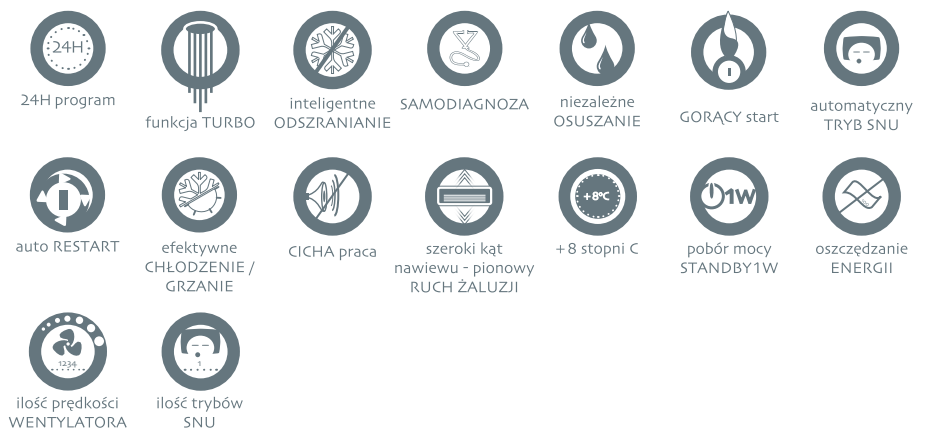 24H
24H program
funkcja TURBO
inteligentne
ODSZRANIANIE
SAMODIAGNOZA
niezależne
OSUSZANIE
GORĄCY start
automatyczny
TRYB SNU
auto RESTART
efektywne
CHŁODZENIE /
GRZANIE
CICHA praca
szeroki kąt
nawiewu - pionowy
RUCH ŻALUZJI
+8°C
+8 stopni C
1W
pobór mocy
STANDBY1W
oszczędzanie
ENERGII
1234
ilość prędkości
WENTYLATORA
1
ilość trybów
SNU